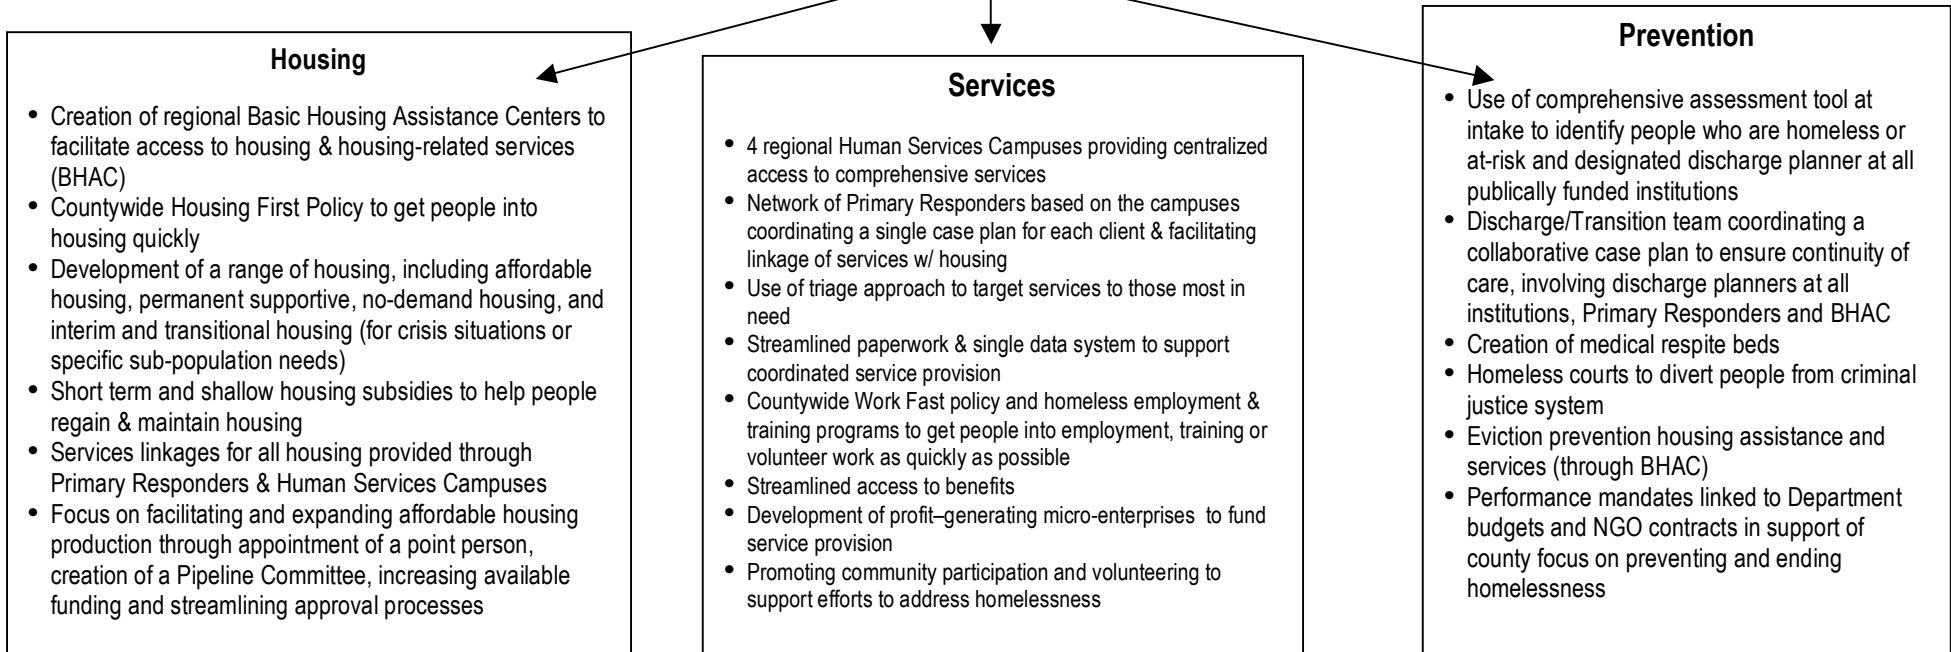 Housing
• Creation of regional Basic Housing Assistance Centers to
facilitate access to housing & housing-related services
(BHAC)
• Countywide Housing First Policy to get people into
housing quickly
• Development of a range of housing, including affordable
housing, permanent supportive, no-demand housing, and
interim and transitional housing (for crisis situations or
specific sub-population needs)
• Short term and shallow housing subsidies to help people
regain & maintain housing
• Services linkages for all housing provided through
Primary Responders & Human Services Campuses
• Focus on facilitating and expanding affordable housing
production through appointment of a point person,
creation of a Pipeline Committee, increasing available
funding and streamlining approval processes
Services
• 4 regional Human Services Campuses providing centralized
access to comprehensive services
• Network of Primary Responders based on the campuses
coordinating a single case plan for each client & facilitating
linkage of services w/ housing
• Use of triage approach to target services to those most in
need
• Streamlined paperwork & single data system to support
coordinated service provision
• Countywide Work Fast policy and homeless employment &
training programs to get people into employment, training or
volunteer work as quickly as possible
• Streamlined access to benefits
• Development of profit–generating micro-enterprises to fund
service provision
• Promoting community participation and volunteering to
support efforts to address homelessness
Prevention
• Use of comprehensive assessment tool at
intake to identify people who are homeless or
at-risk and designated discharge planner at all
publically funded institutions
• Discharge/Transition team coordinating a
collaborative case plan to ensure continuity of
care, involving discharge planners at all
institutions, Primary Responders and BHAC
• Creation of medical respite beds
• Homeless courts to divert people from criminal
justice system
• Eviction prevention housing assistance and
services (through BHAC)
• Performance mandates linked to Department
budgets and NGO contracts in support of
county focus on preventing and ending
homelessness